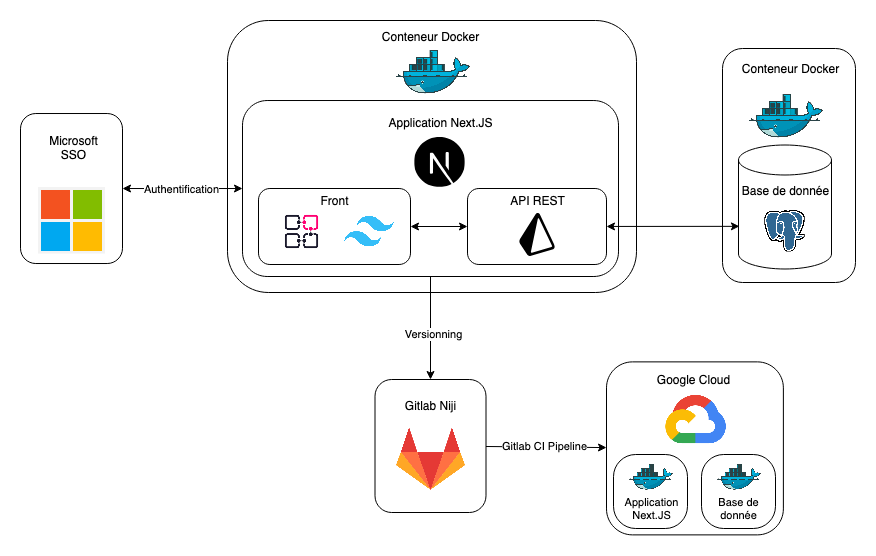 Conteneur Docker
Conteneur Docker
Application Next.JS
Microsoft
SSO
Authentification
Front
API REST
Base de donnée
Versionning
Gitlab Niji
Google Cloud
Gitlab CI Pipeline
Application
Next.JS
Base de
donnée